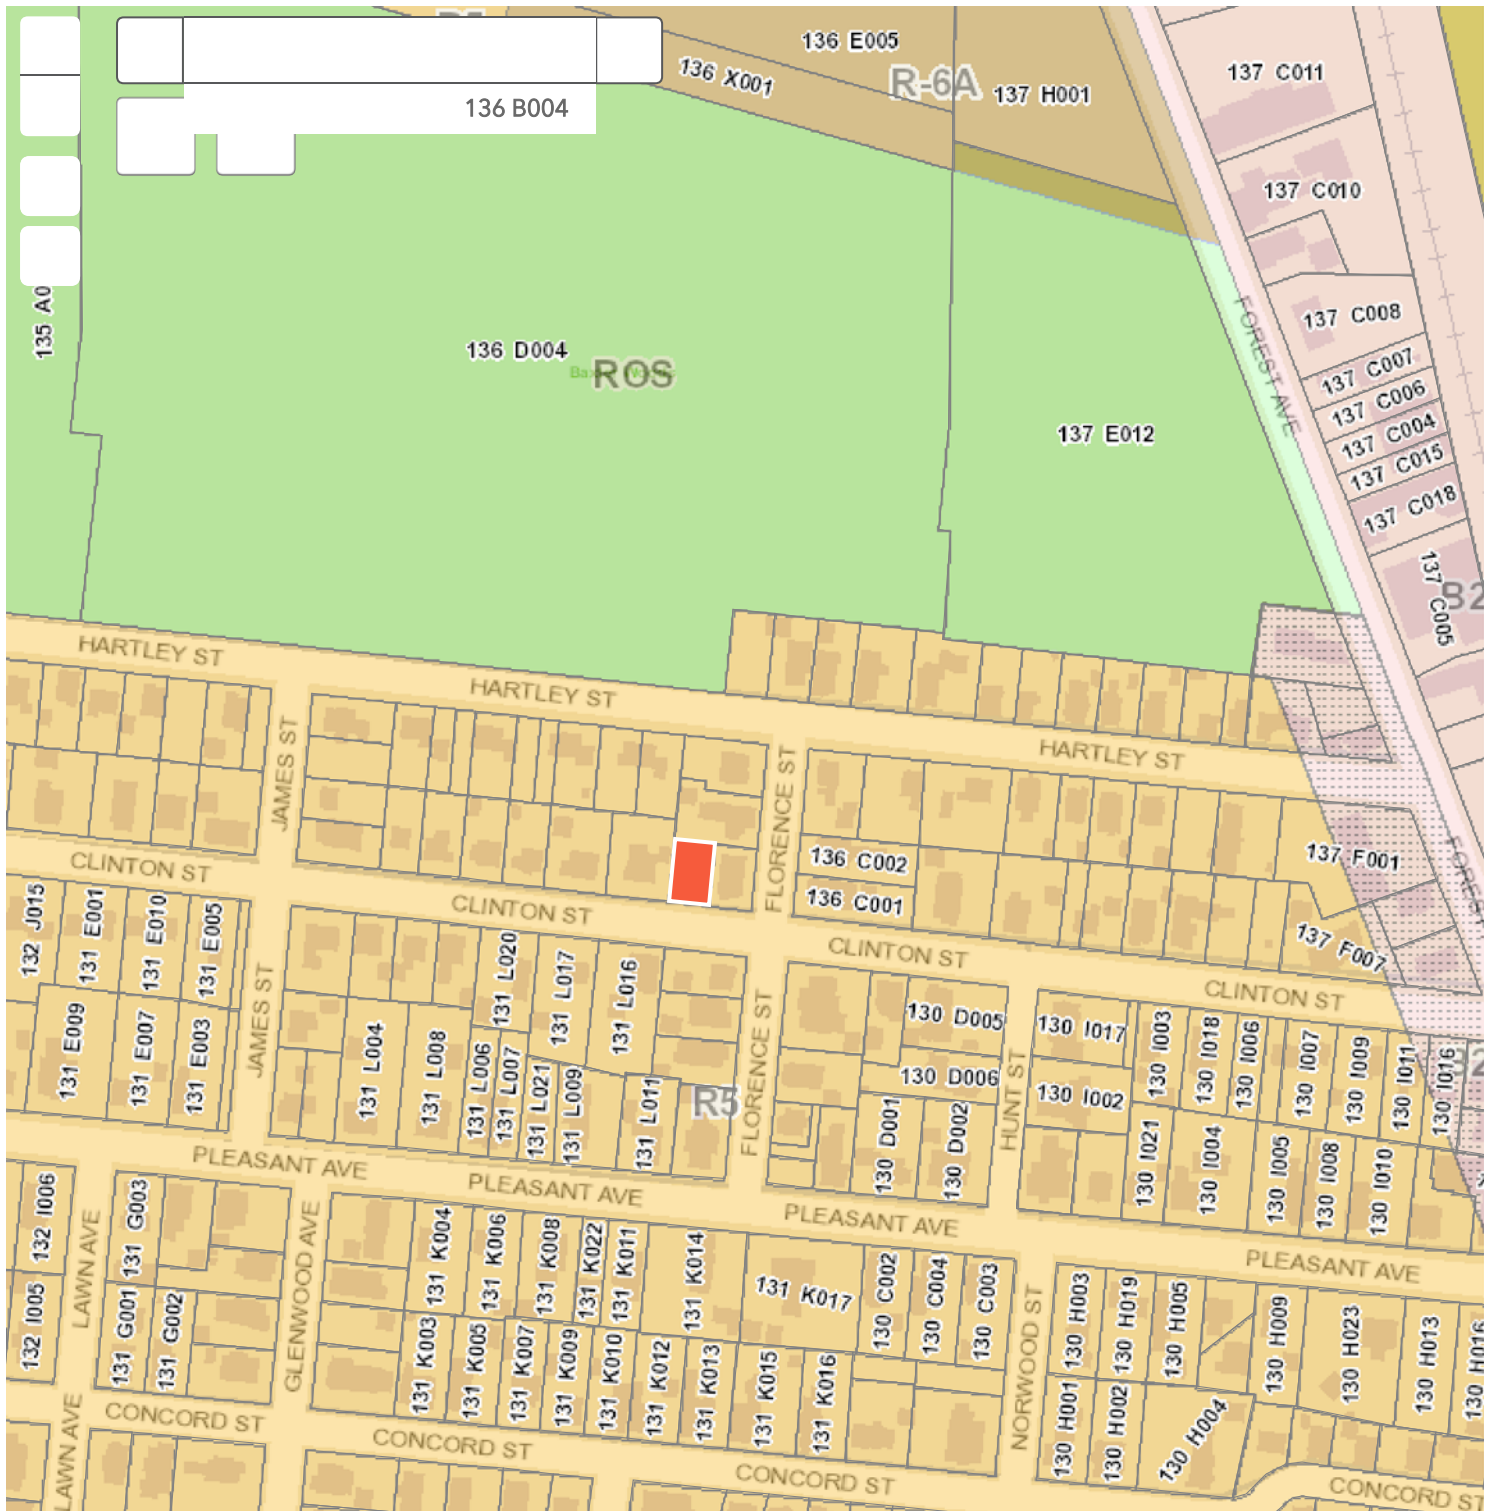 136 E005
136 X001
R-6A
137 H001
137 C011
136 B004
137 C010
135 A0
FOREST AVE
137 C008
136 D004
ROS
137 C007
137 C006
137 C004
137 E012
137 C015
137 C018
137 C005
B2
HARTLEY ST
HARTLEY ST
HARTLEY ST
JAMES ST
FLORENCE ST
136 C002
137 F001
FOREST
CLINTON ST
136 C001
CLINTON ST
132 J015
131 E001
131 E010
131 E005
CLINTON ST
137 F007
131 L020
131 L017
131 L016
CLINTON ST
JAMES ST
FLORENCE ST
130 D005
130 I017
130 I003
130 I018
130 I006
130 I007
130 I009
130 I011
130 I016
131 E009
131 E007
131 E003
131 L004
131 L008
131 L006
131 L007
131 L021
131 L009
131 L011
R5
130 D006
HUNT ST
130 I002
130 D001
130 D002
130 I021
130 I004
130 I005
130 I008
130 I010
PLEASANT AVE
PLEASANT AVE
PLEASANT AVE
PLEASANT AVE
132 I006
LAWN AVE
131 G003
GLENWOOD AVE
131 K004
131 K006
131 K008
131 K022
131 K011
131 K014
131 K017
130 C002
130 C004
130 C003
NORWOOD ST
130 H003
130 H019
130 H005
130 H009
130 H023
130 H013
130 H016
132 I005
131 G001
131 G002
131 K003
131 K005
131 K007
131 K009
131 K010
131 K012
131 K013
131 K015
131 K016
130 H001
130 H002
130 H004
LAWN AVE
CONCORD ST
CONCORD ST
CONCORD ST
CONCORD ST